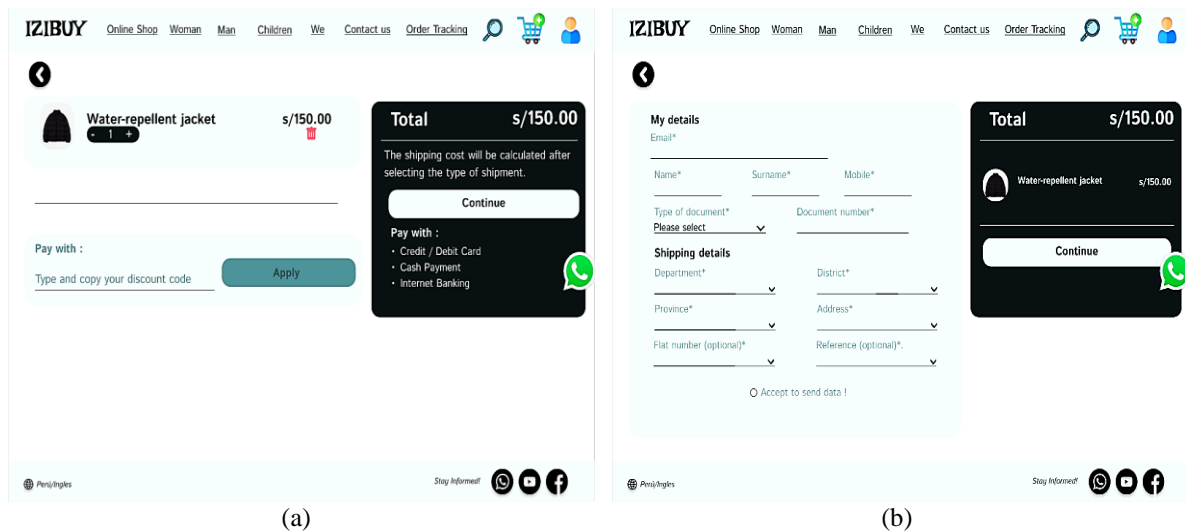 IZIBUY Online Shop Woman Man Children We Contact us Order Tracking
Water-repellent jacket s/150.00
- 1 +
Pay with :
Type and copy your discount code Apply
Total s/150.00
The shipping cost will be calculated after
selecting the type of shipment.
Continue
Pay with :
• Credit / Debit Card
• Cash Payment
• Internet Banking
Perú/Ingles Stay Informed!
(a)
IZIBUY Online Shop Woman Man Children We Contact us Order Tracking
My details
Email*
Name* Surname* Mobile*
Type of document* Document number*
Please select
Shipping details
Department* District*
Province* Address*
Flat number (optional)* Reference (optional)*.
Accept to send data !
Total s/150.00
Water-repellent jacket s/150.00
Continue
Perú/Ingles Stay Informed!
(b)